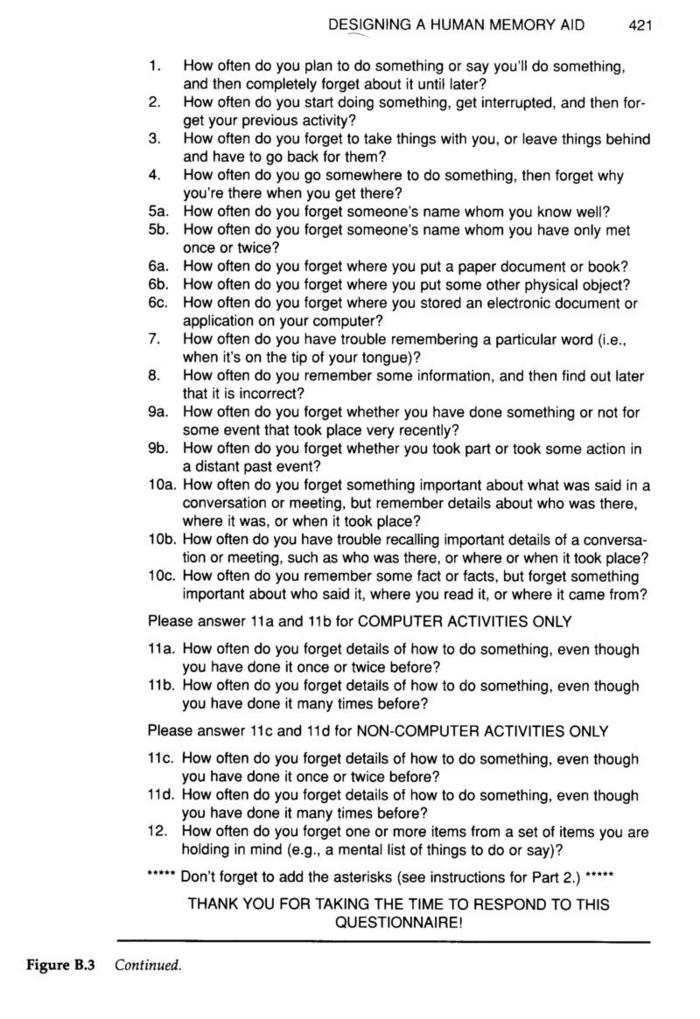 DESIGNING A HUMAN MEMORY AID 421
1. How often do you plan to do something or say you'll do something,
and then completely forget about it until later?
2. How often do you start doing something, get interrupted, and then for-
get your previous activity?
3. How often do you forget to take things with you, or leave things behind
and have to go back for them?
4. How often do you go somewhere to do something, then forget why
you're there when you get there?
5a. How often do you forget someone's name whom you know well?
5b. How often do you forget someone's name whom you have only met
once or twice?
6a. How often do you forget where you put a paper document or book?
6b. How often do you forget where you put some other physical object?
6c. How often do you forget where you stored an electronic document or
application on your computer?
7. How often do you have trouble remembering a particular word (i.e.,
when it's on the tip of your tongue)?
8. How often do you remember some information, and then find out later
that it is incorrect?
9a. How often do you forget whether you have done something or not for
some event that took place very recently?
9b. How often do you forget whether you took part or took some action in
a distant past event?
10a. How often do you forget something important about what was said in a
conversation or meeting, but remember details about who was there,
where it was, or when it took place?
10b. How often do you have trouble recalling important details of a conversa-
tion or meeting, such as who was there, or where or when it took place?
10c. How often do you remember some fact or facts, but forget something
important about who said it, where you read it, or where it came from?
Please answer 11a and 11b for COMPUTER ACTIVITIES ONLY
11a. How often do you forget details of how to do something, even though
you have done it once or twice before?
11b. How often do you forget details of how to do something, even though
you have done it many times before?
Please answer 11c and 11d for NON-COMPUTER ACTIVITIES ONLY
11c. How often do you forget details of how to do something, even though
you have done it once or twice before?
11d. How often do you forget details of how to do something, even though
you have done it many times before?
12. How often do you forget one or more items from a set of items you are
holding in mind (e.g., a mental list of things to do or say)?
***** Don't forget to add the asterisks (see instructions for Part 2.) *****
THANK YOU FOR TAKING THE TIME TO RESPOND TO THIS
QUESTIONNAIRE!
Figure B.3 Continued.